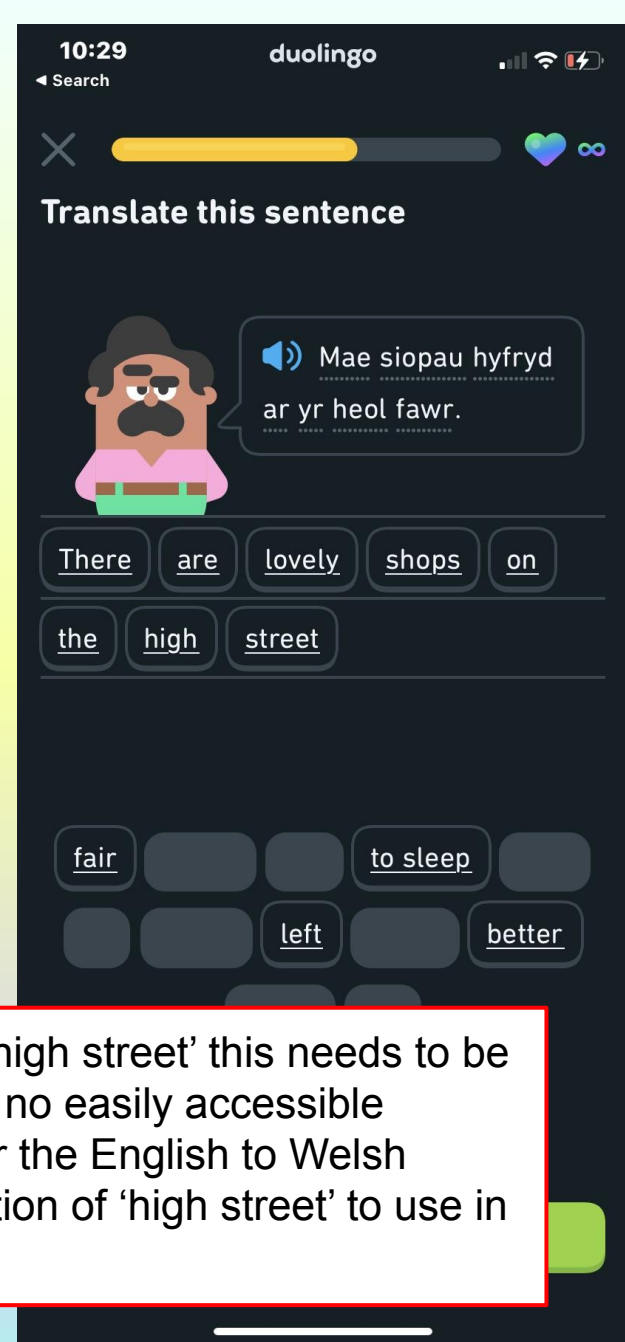 10:29
duolingo
◀ Search
∞
Translate this sentence
Mae siopau hyfryd
ar yr heol fawr.
There are lovely shops on
the high street
fair to sleep
left better
high street’ this needs to be
no easily accessible
the English to Welsh
of ‘high street’ to use in